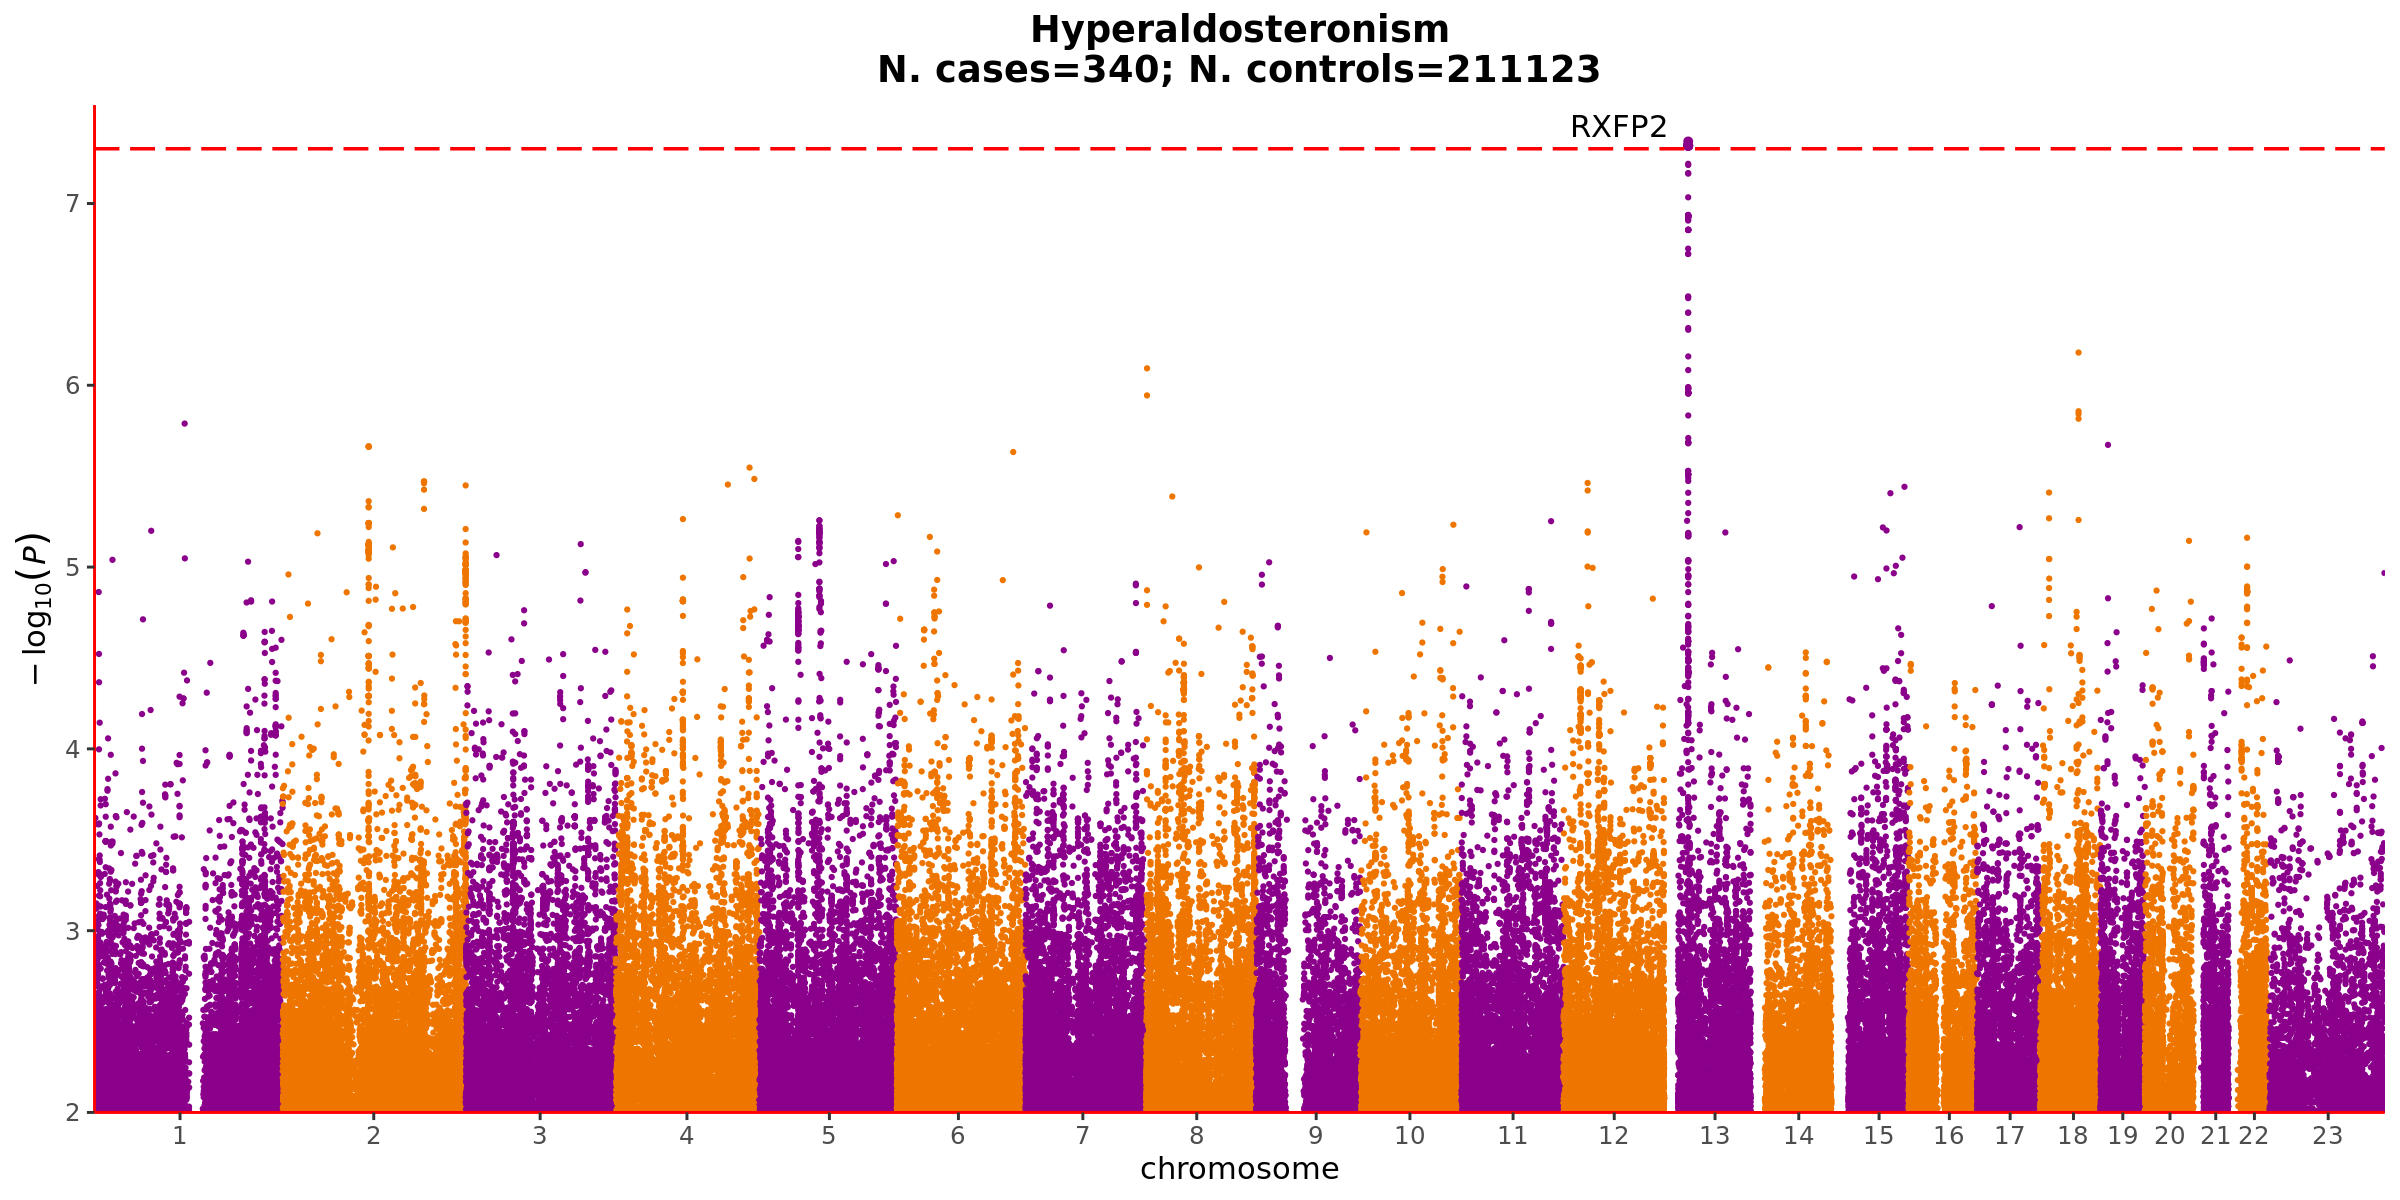 Hyperaldosteronism
N. cases=340; N. controls=211123
RXFP2
7
6
5
4
3
2
− log₁₀(P)
1 2 3 4 5 6 7 8 9 10 11 12 13 14 15 16 17 18 19 20 21 22 23
chromosome